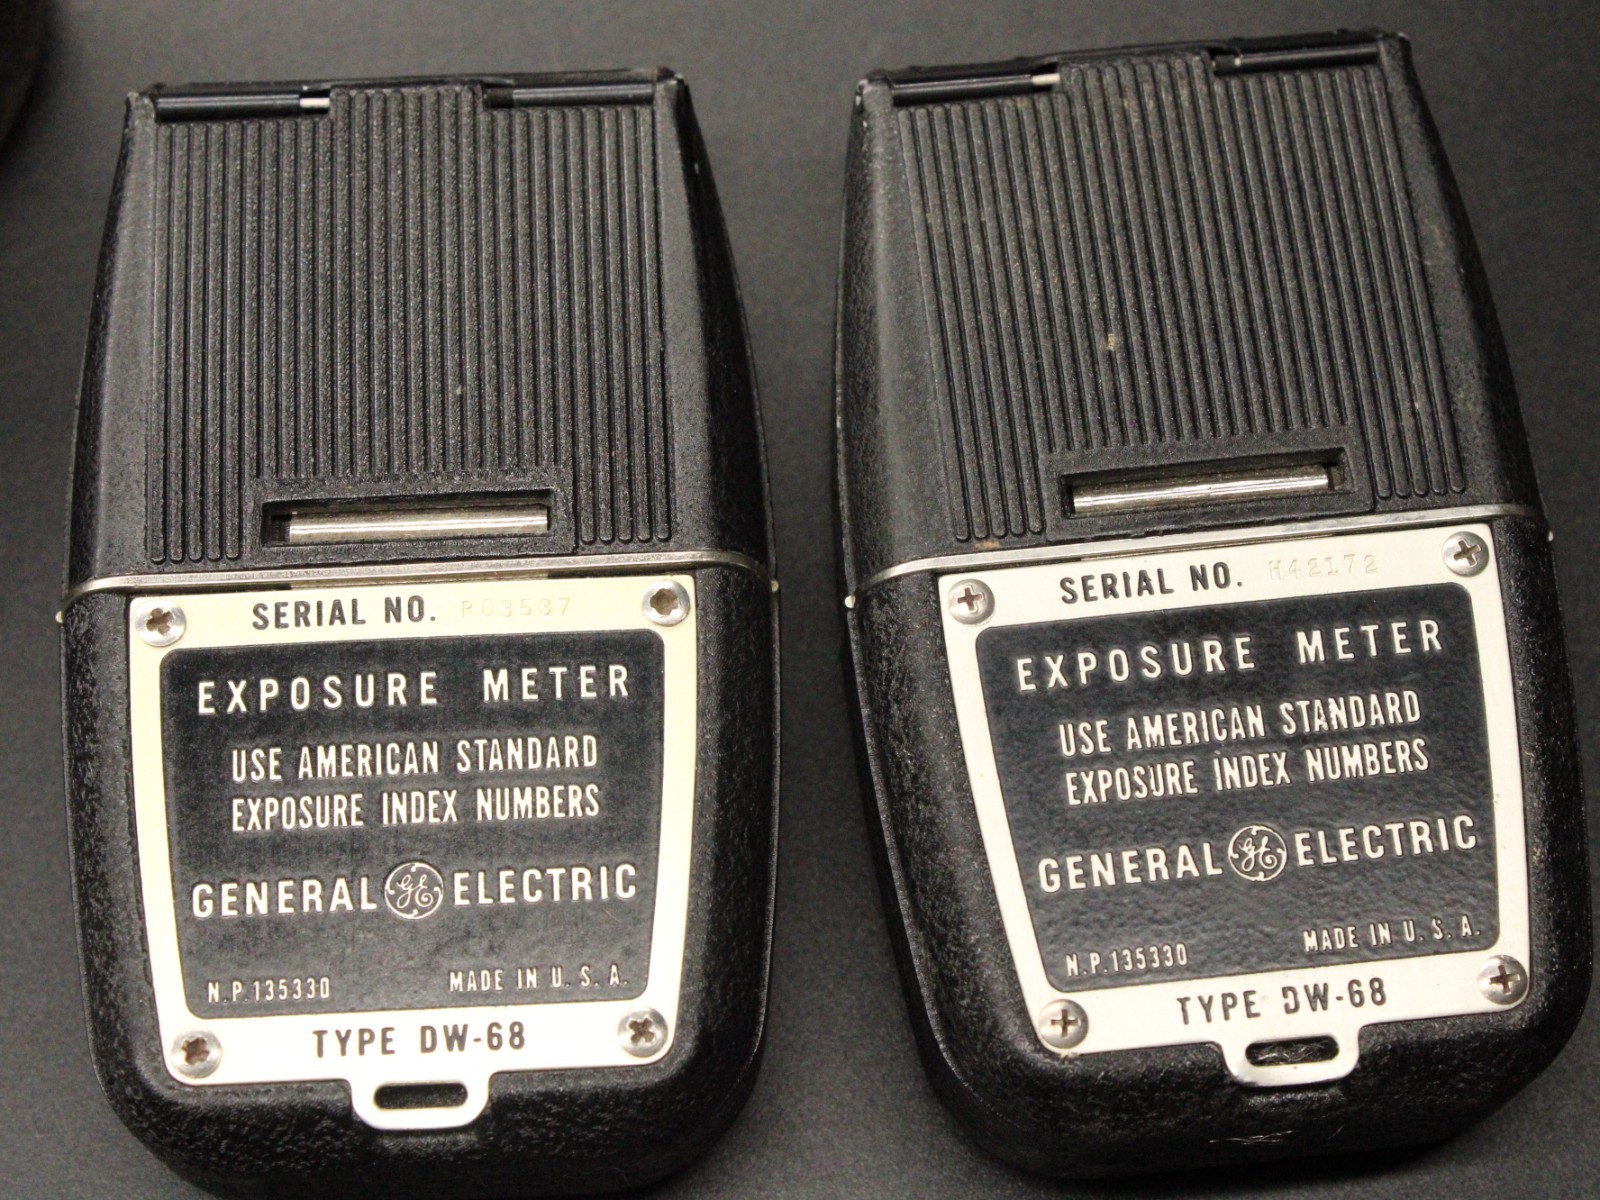 SERIAL NO. R03537
EXPOSURE METER
USE AMERICAN STANDARD
EXPOSURE INDEX NUMBERS
GENERAL GE ELECTRIC
N.P.135330 MADE IN U.S.A.
TYPE DW-68
SERIAL NO. H42172
EXPOSURE METER
USE AMERICAN STANDARD
EXPOSURE INDEX NUMBERS
GENERAL GE ELECTRIC
N.P.135330 MADE IN U.S.A.
TYPE DW-68